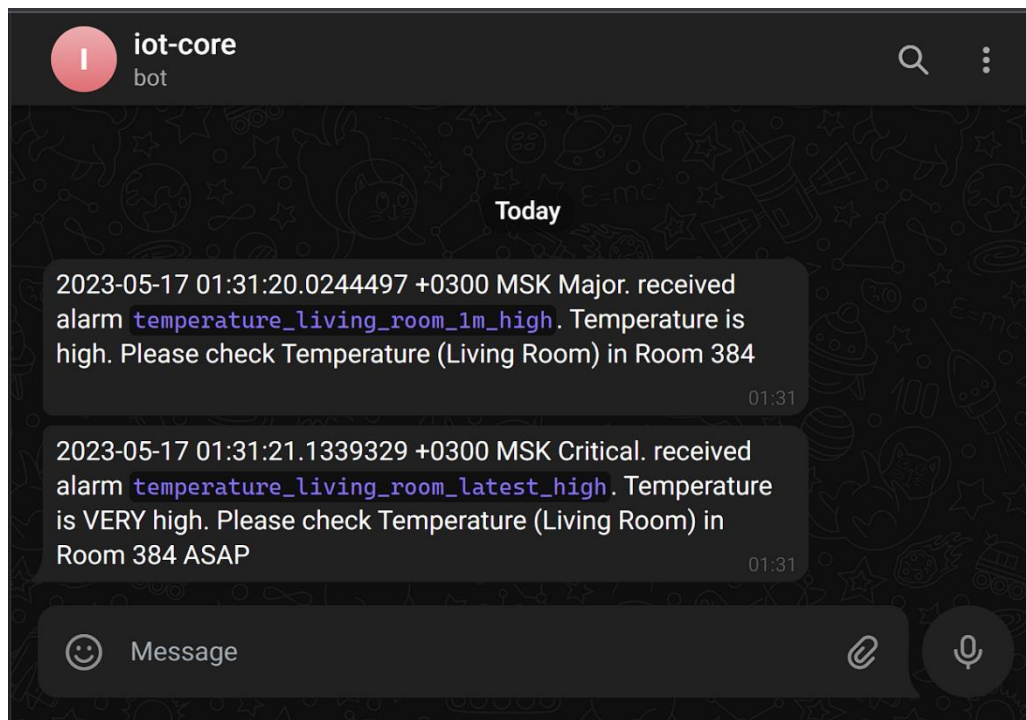 I
iot-core
bot
ε=mc²
Today
2023-05-17 01:31:20.0244497 +0300 MSK Major. received
alarm temperature_living_room_1m_high. Temperature is
high. Please check Temperature (Living Room) in Room 384
01:31
2023-05-17 01:31:21.1339329 +0300 MSK Critical. received
alarm temperature_living_room_latest_high. Temperature
is VERY high. Please check Temperature (Living Room) in
Room 384 ASAP
01:31
Message